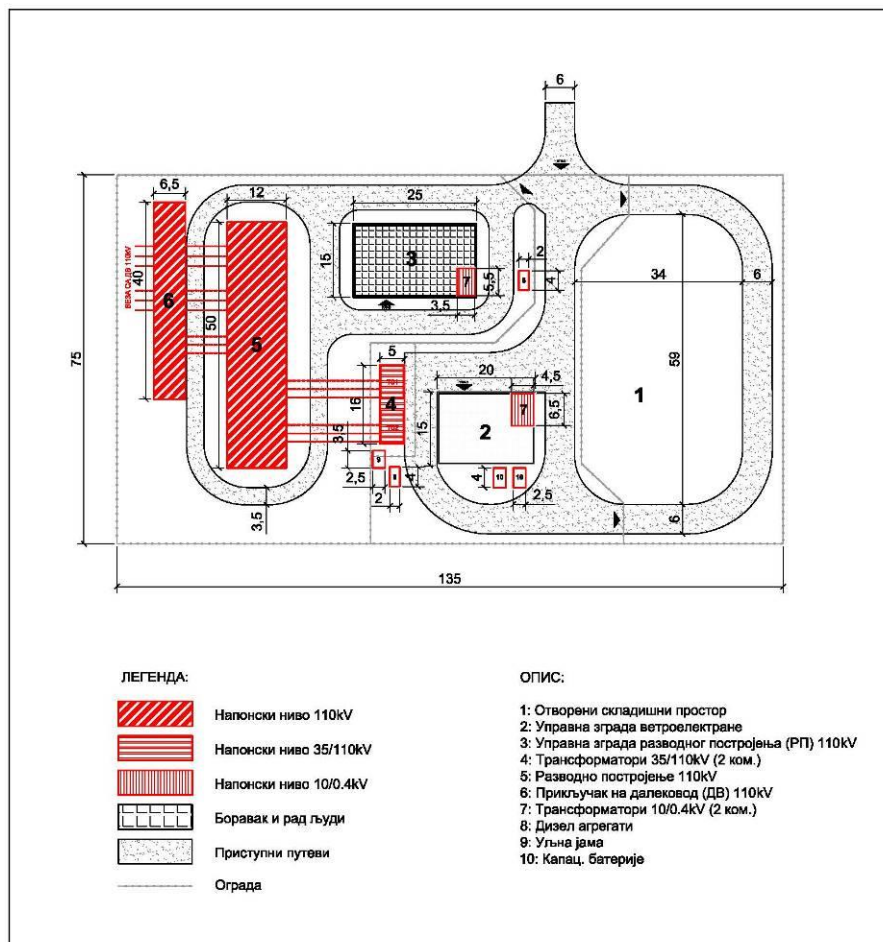 6
6,5
12
25
2
15
3
7
5,5
8
4
3,5
ВЕЗА СА ДВ 110kV
40
6
50
5
34
6
75
59
1
5
20
4,5
16
4
3,5
15
2
7
6,5
9
8
4
2,5
2
4
10
10
2,5
3,5
6
135
ЛЕГЕНДА:
Напонски ниво 110kV
Напонски ниво 35/110kV
Напонски ниво 10/0.4kV
Боравак и рад људи
Приступни путеви
Ограда
ОПИС:
1: Отворени складишни простор
2: Управна зграда ветроелектране
3: Управна зграда разводног постројења (РП) 110kV
4: Трансформатори 35/110kV (2 ком.)
5: Разводно постројење 110kV
6: Прикључак на далековод (ДВ) 110kV
7: Трансформатори 10/0.4kV (2 ком.)
8: Дизел агрегати
9: Уљна јама
10: Капац. батерије